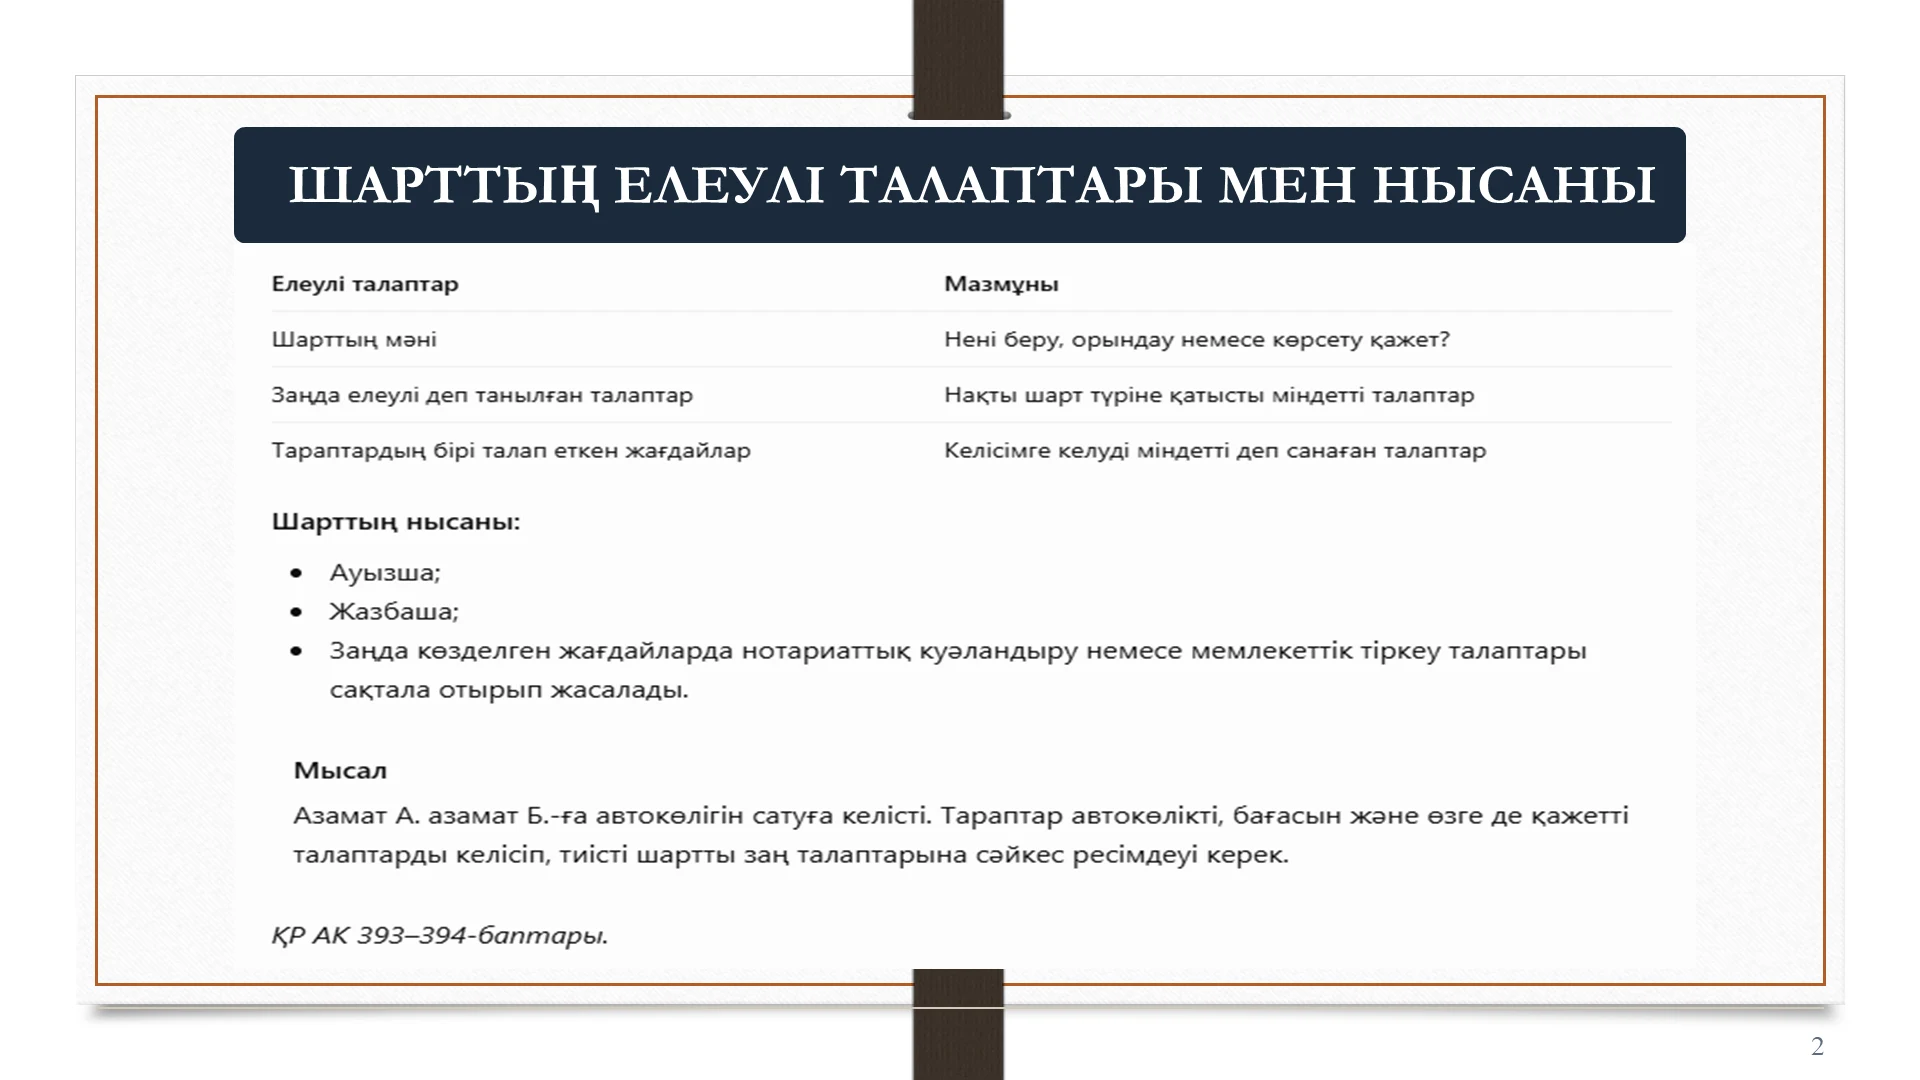 ШАРТТЫҢ ЕЛЕУЛІ ТАЛАПТАРЫ МЕН НЫСАНЫ
Елеулі талаптар Мазмұны
Шарттың мәні Нені беру, орындау немесе көрсету қажет?
Заңда елеулі деп танылған талаптар Нақты шарт түріне қатысты міндетті талаптар
Тараптардың бірі талап еткен жағдайлар Келісімге келуді міндетті деп санаған талаптар
Шарттың нысаны:
• Ауызша;
• Жазбаша;
• Заңда көзделген жағдайларда нотариаттық куәландыру немесе мемлекеттік тіркеу талаптары
сақтала отырып жасалады.
Мысал
Азамат А. азамат Б.-ға автокөлігін сатуға келісті. Тараптар автокөлікті, бағасын және өзге де қажетті
талаптарды келісіп, тиісті шартты заң талаптарына сәйкес ресімдеуі керек.
ҚР АК 393–394-баптары.
2